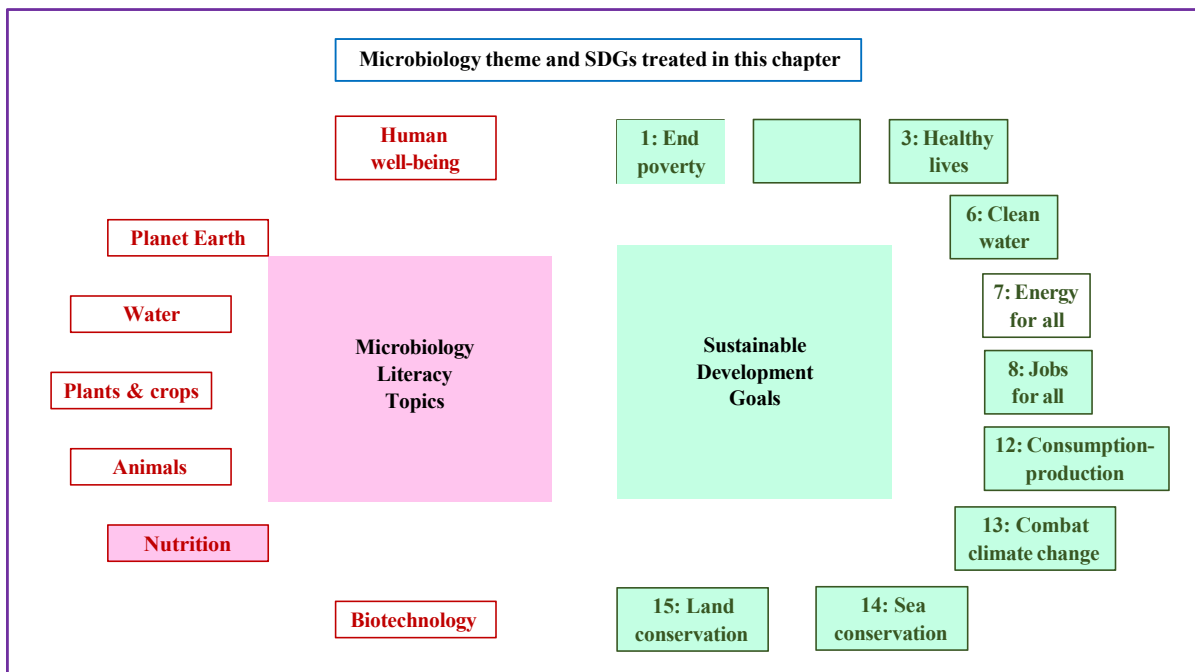 Microbiology theme and SDGs treated in this chapter
Human
well-being
1: End
poverty
3: Healthy
lives
Planet Earth
6: Clean
water
Water
7: Energy
for all
Microbiology
Literacy
Topics
Sustainable
Development
Goals
Plants & crops
8: Jobs
for all
Animals
12: Consumption-
production
Nutrition
13: Combat
climate change
Biotechnology
15: Land
conservation
14: Sea
conservation